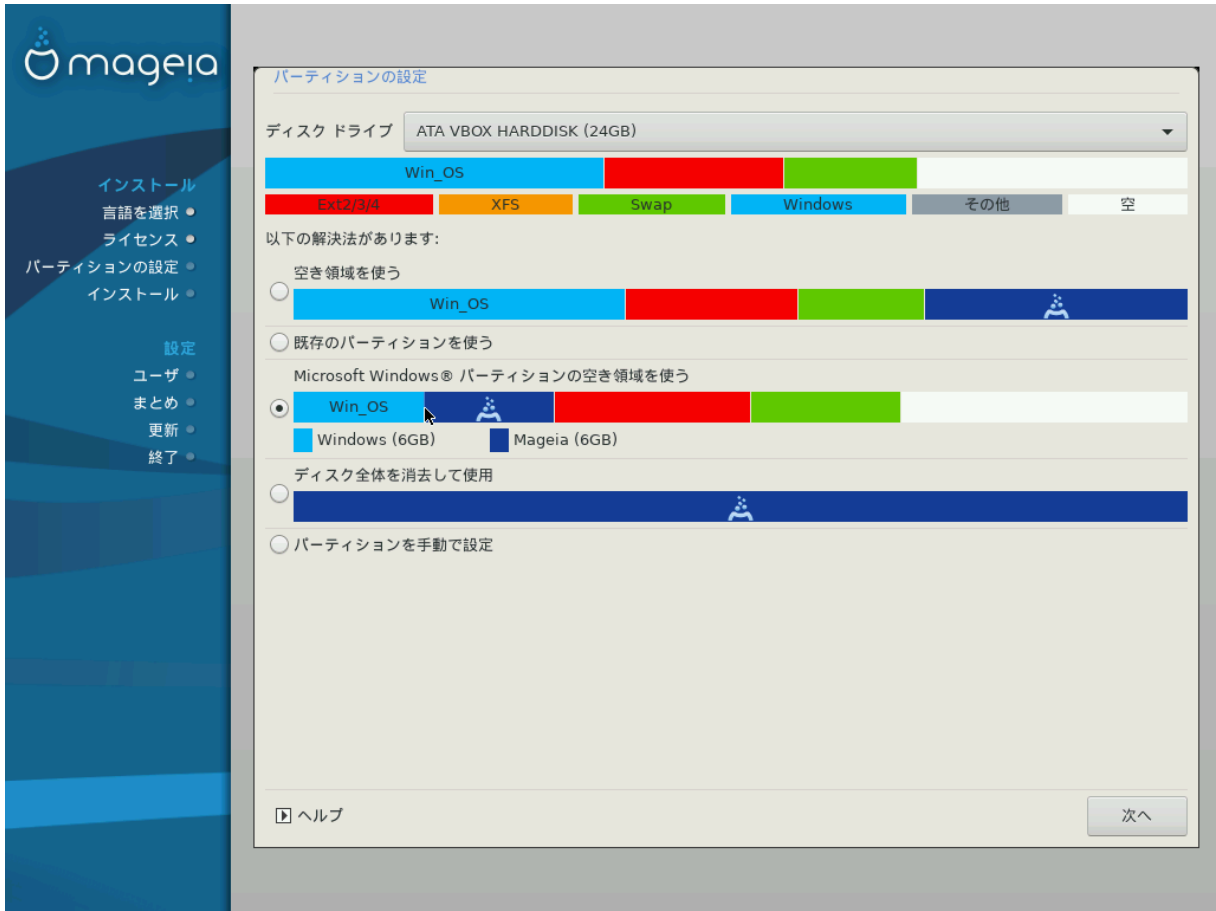 mageia
インストール
言語を選択
ライセンス
パーティションの設定
インストール
設定
ユーザ
まとめ
更新
終了
パーティションの設定
ディスク ドライブ ATA VBOX HARDDISK (24GB)
Win_OS
Ext2/3/4 XFS Swap Windows その他 空
以下の解決法があります:
空き領域を使う
Win_OS
既存のパーティションを使う
Microsoft Windows® パーティションの空き領域を使う
Win_OS
Windows (6GB) Mageia (6GB)
ディスク全体を消去して使用
パーティションを手動で設定
ヘルプ 次へ